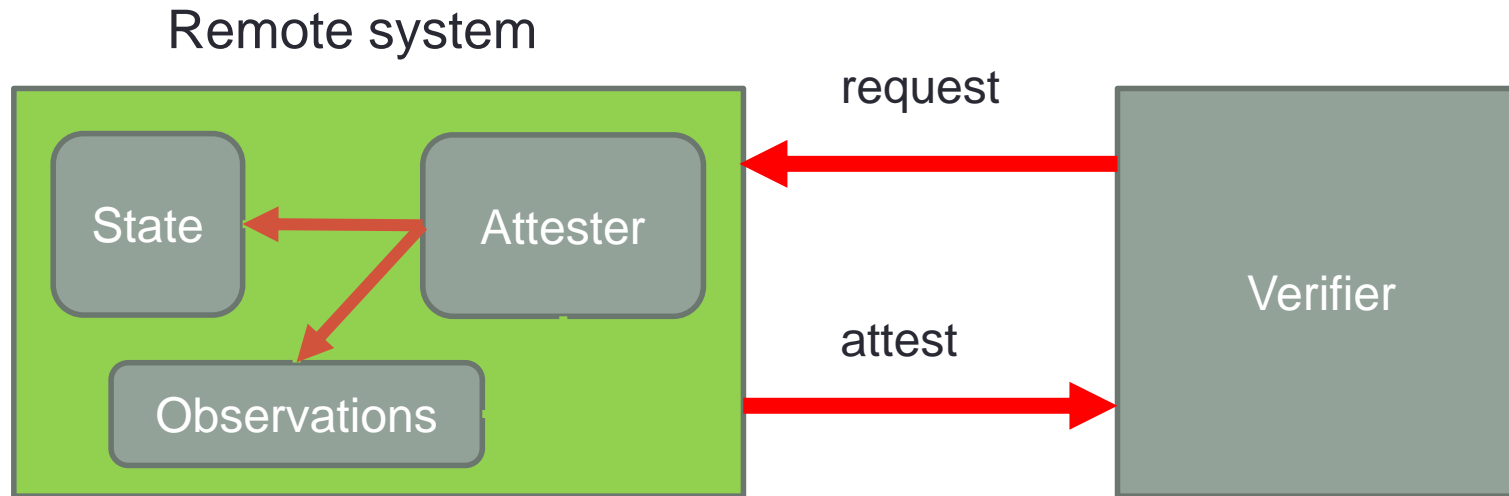 Remote system
request
State
Attester
Verifier
attest
Observations